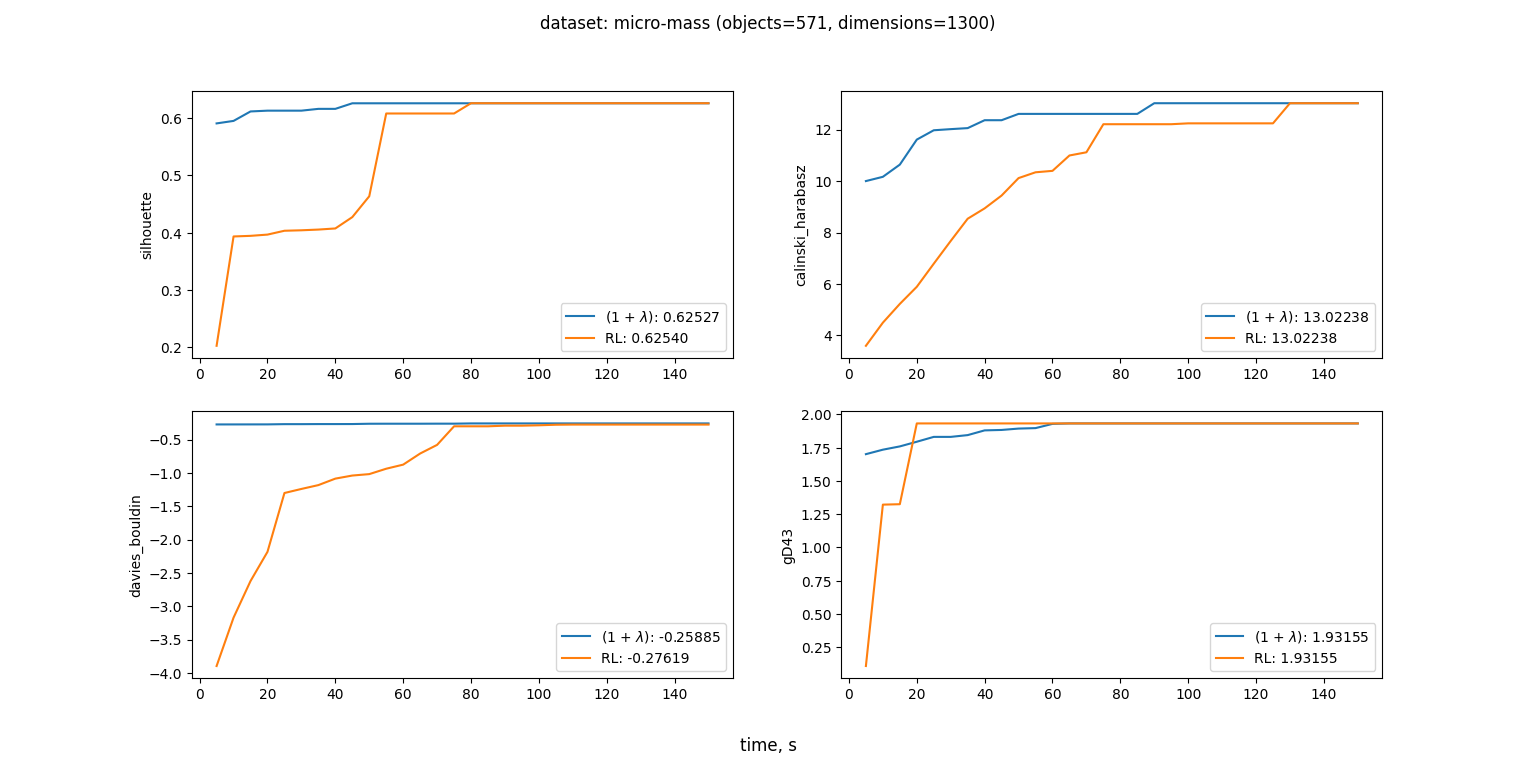 dataset: micro-mass (objects=571, dimensions=1300)
silhouette
0.6
0.5
0.4
0.3
0.2
0 20 40 60 80 100 120 140
(1 + λ): 0.62527
RL: 0.62540
calinski_harabasz
12
10
8
6
4
0 20 40 60 80 100 120 140
(1 + λ): 13.02238
RL: 13.02238
davies_bouldin
−0.5
−1.0
−1.5
−2.0
−2.5
−3.0
−3.5
−4.0
0 20 40 60 80 100 120 140
(1 + λ): -0.25885
RL: -0.27619
gD43
2.00
1.75
1.50
1.25
1.00
0.75
0.50
0.25
0 20 40 60 80 100 120 140
(1 + λ): 1.93155
RL: 1.93155
time, s